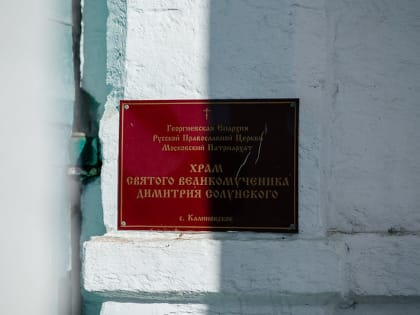 Георгиевская Епархия
Русской Православной Церкви
Московский Патриархат
ХРАМ
СВЯТОГО ВЕЛИКОМУЧЕНИКА
ДИМИТРИЯ СОЛУНСКОГО
с. Калиновское